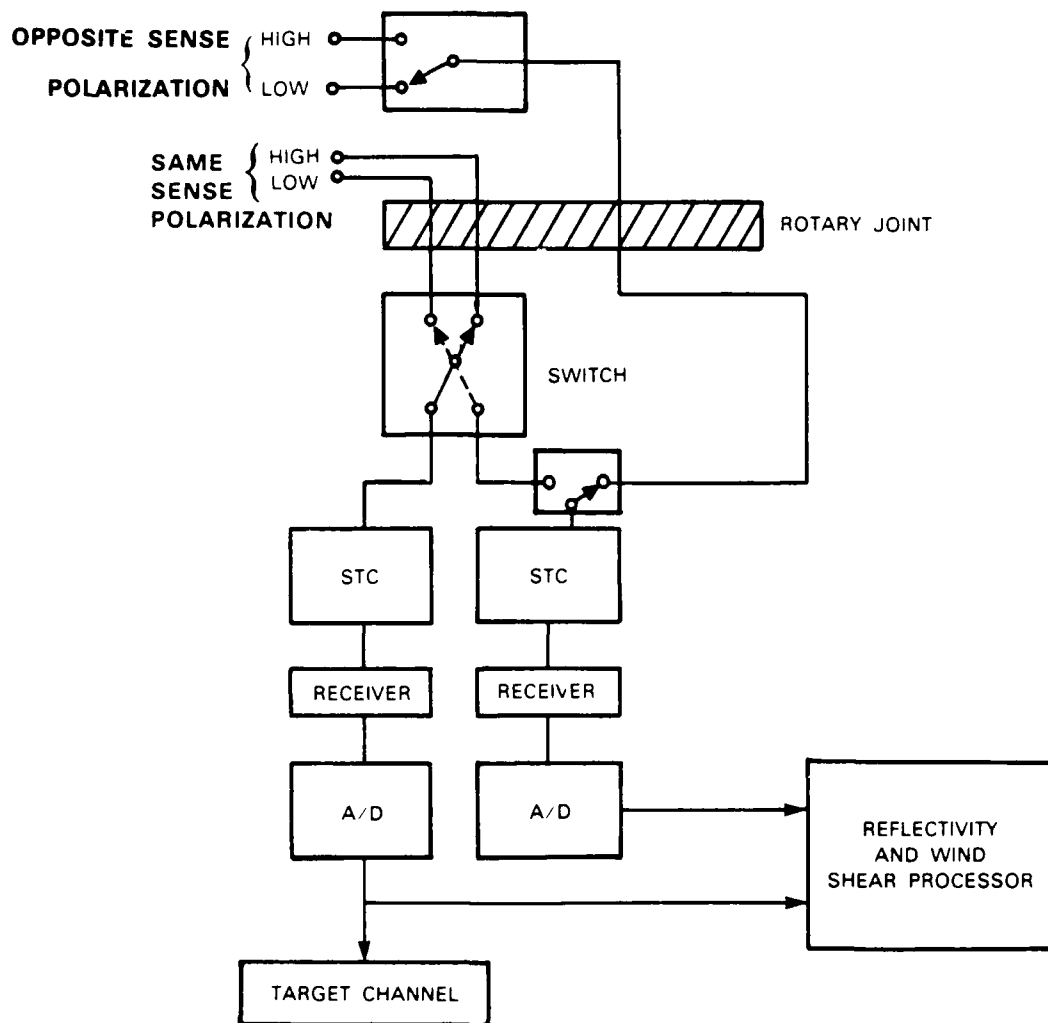 OPPOSITE SENSE
POLARIZATION
HIGH
LOW
SAME
SENSE
POLARIZATION
HIGH
LOW
ROTARY JOINT
SWITCH
STC
STC
RECEIVER
RECEIVER
A/D
A/D
REFLECTIVITY
AND WIND
SHEAR PROCESSOR
TARGET CHANNEL